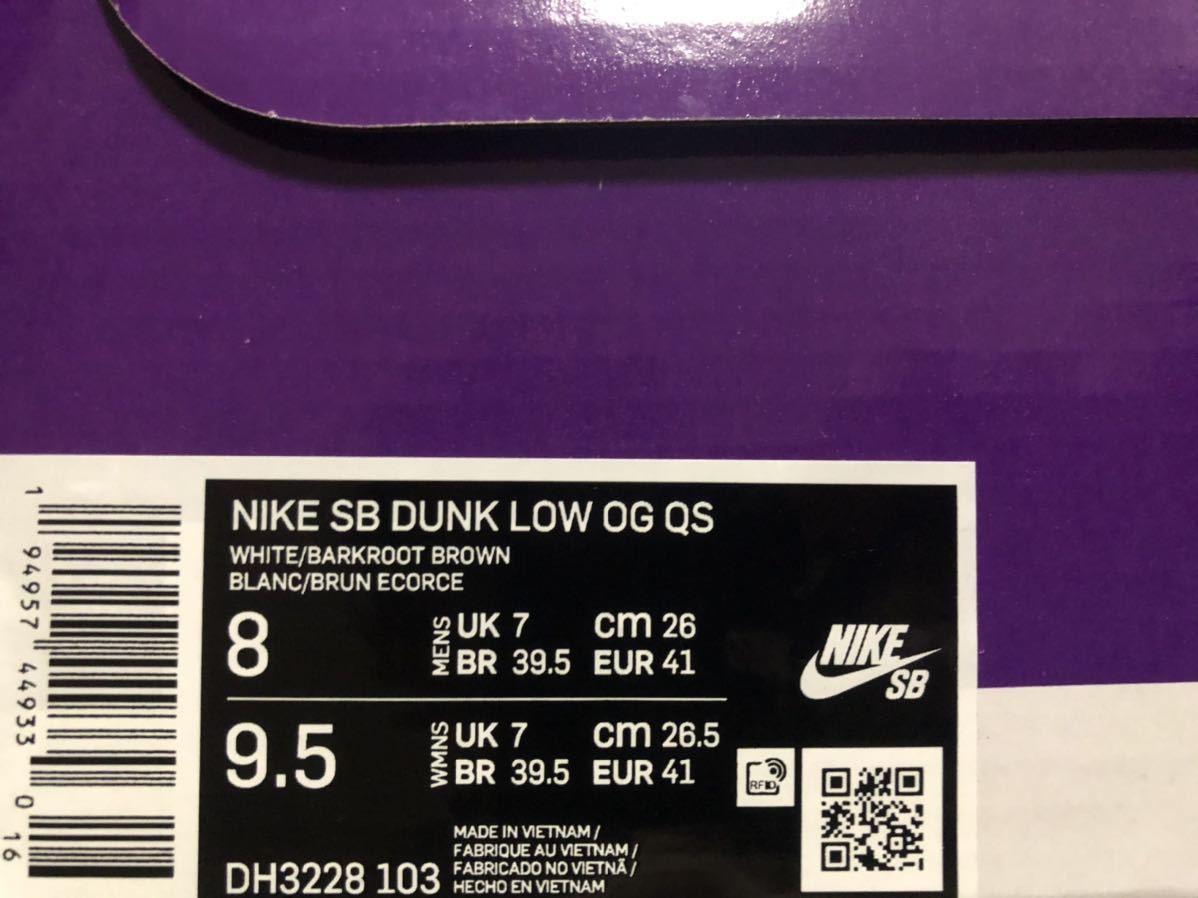 NIKE SB DUNK LOW OG QS
WHITE/BARKROOT BROWN
BLANC/BRUN ECORCE
8 MENS UK 7 cm 26
BR 39.5 EUR 41
9.5 WMNS UK 7 cm 26.5
BR 39.5 EUR 41
NIKE
SB
RFID
MADE IN VIETNAM /
FABRIQUE AU VIETNAM /
FABRICADO NO VIETNÃ /
HECHO EN VIETNAM
DH3228 103
1 94957 44933 0 16